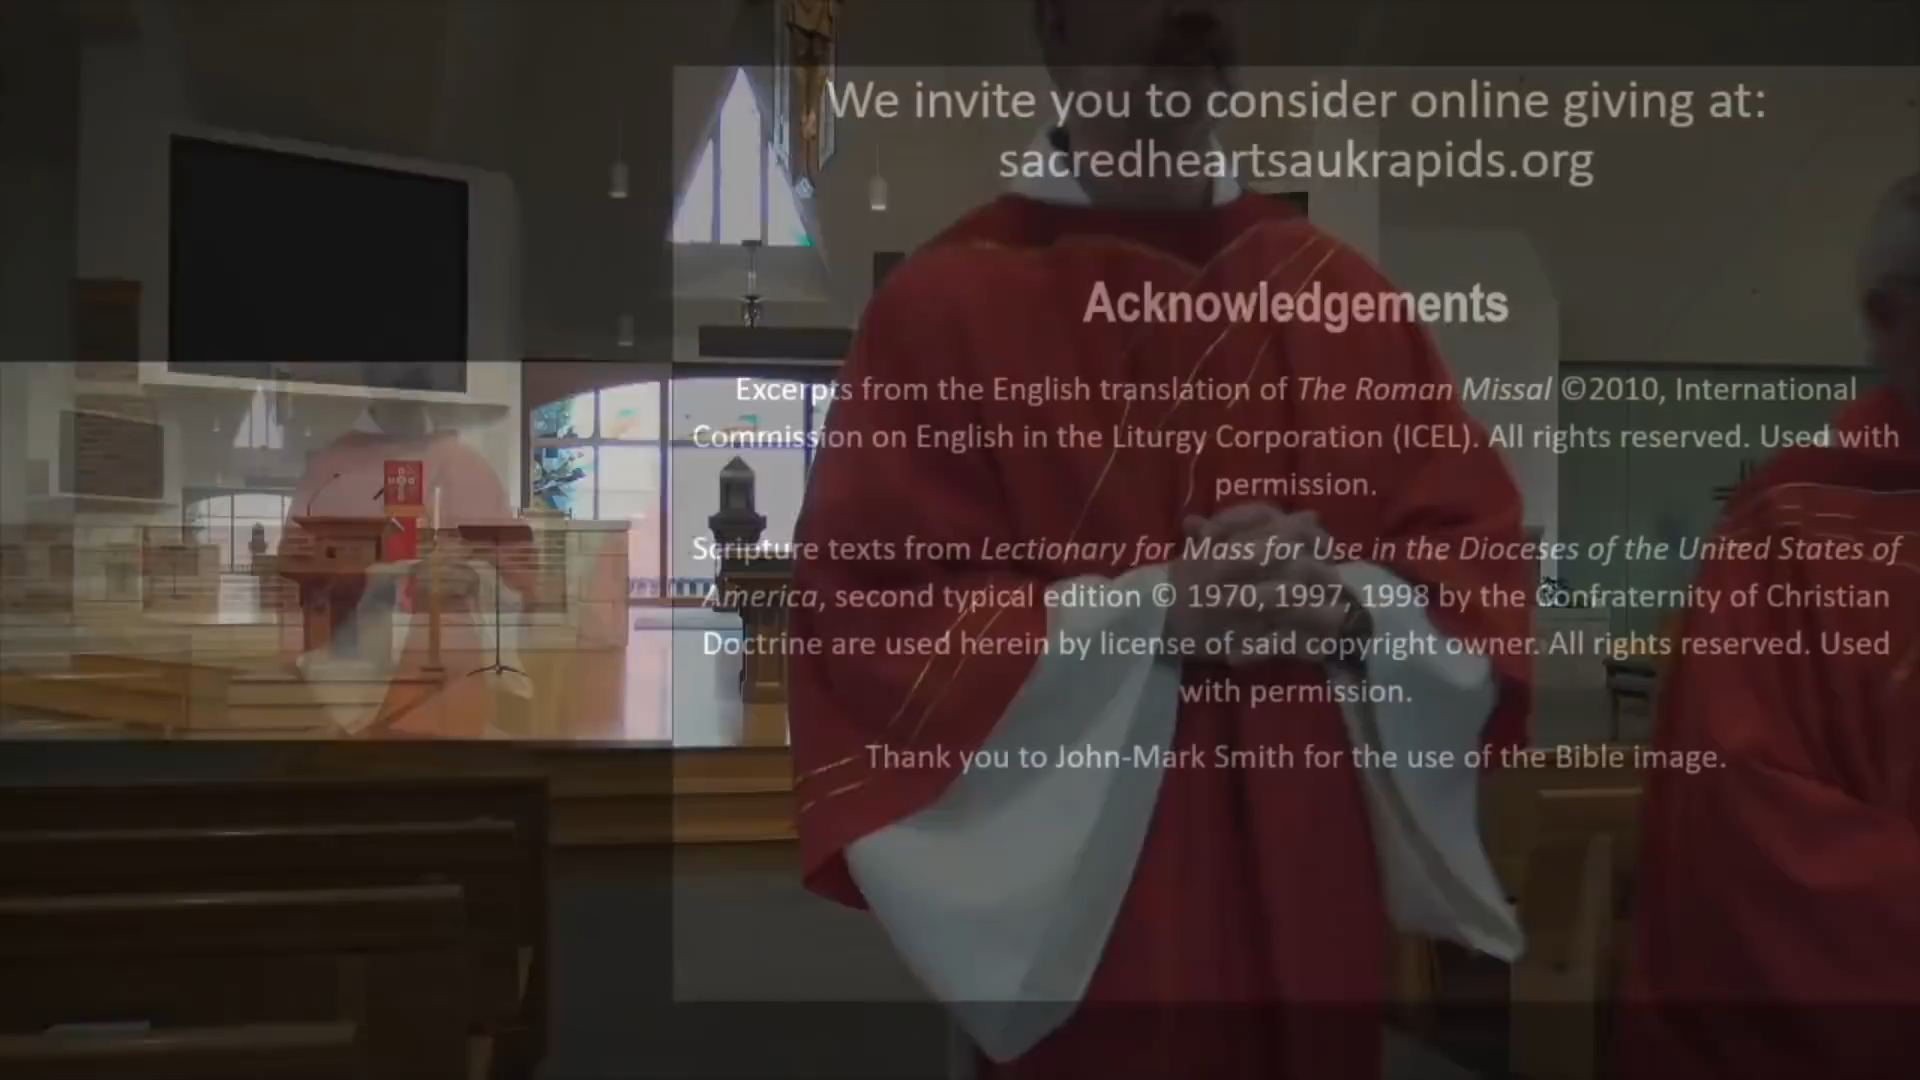 We invite you to consider online giving at:
sacredheartsaukrapids.org
Acknowledgements
Excerpts from the English translation of The Roman Missal ©2010, International
Commission on English in the Liturgy Corporation (ICEL). All rights reserved. Used with
permission.
Scripture texts from Lectionary for Mass for Use in the Dioceses of the United States of
America, second typical edition © 1970, 1997, 1998 by the Confraternity of Christian
Doctrine are used herein by license of said copyright owner. All rights reserved. Used
with permission.
Thank you to John-Mark Smith for the use of the Bible image.